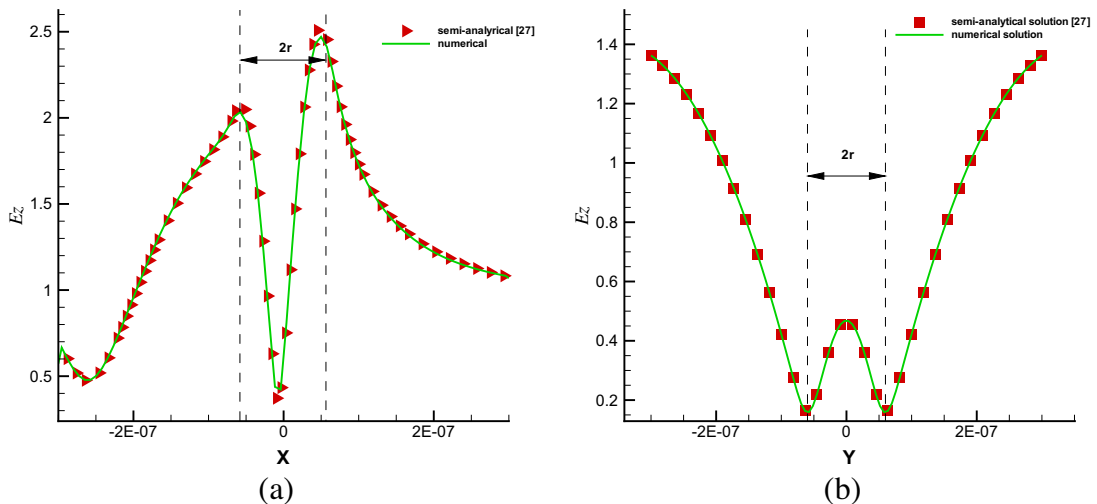 2.5
2
1.5
1
0.5
Ez
-2E-07
0
2E-07
X
2r
semi-analyrical [27]
numerical
(a)
1.4
1.2
1
0.8
0.6
0.4
0.2
Ez
-2E-07
0
2E-07
Y
2r
semi-analytical solution [27]
numerical solution
(b)